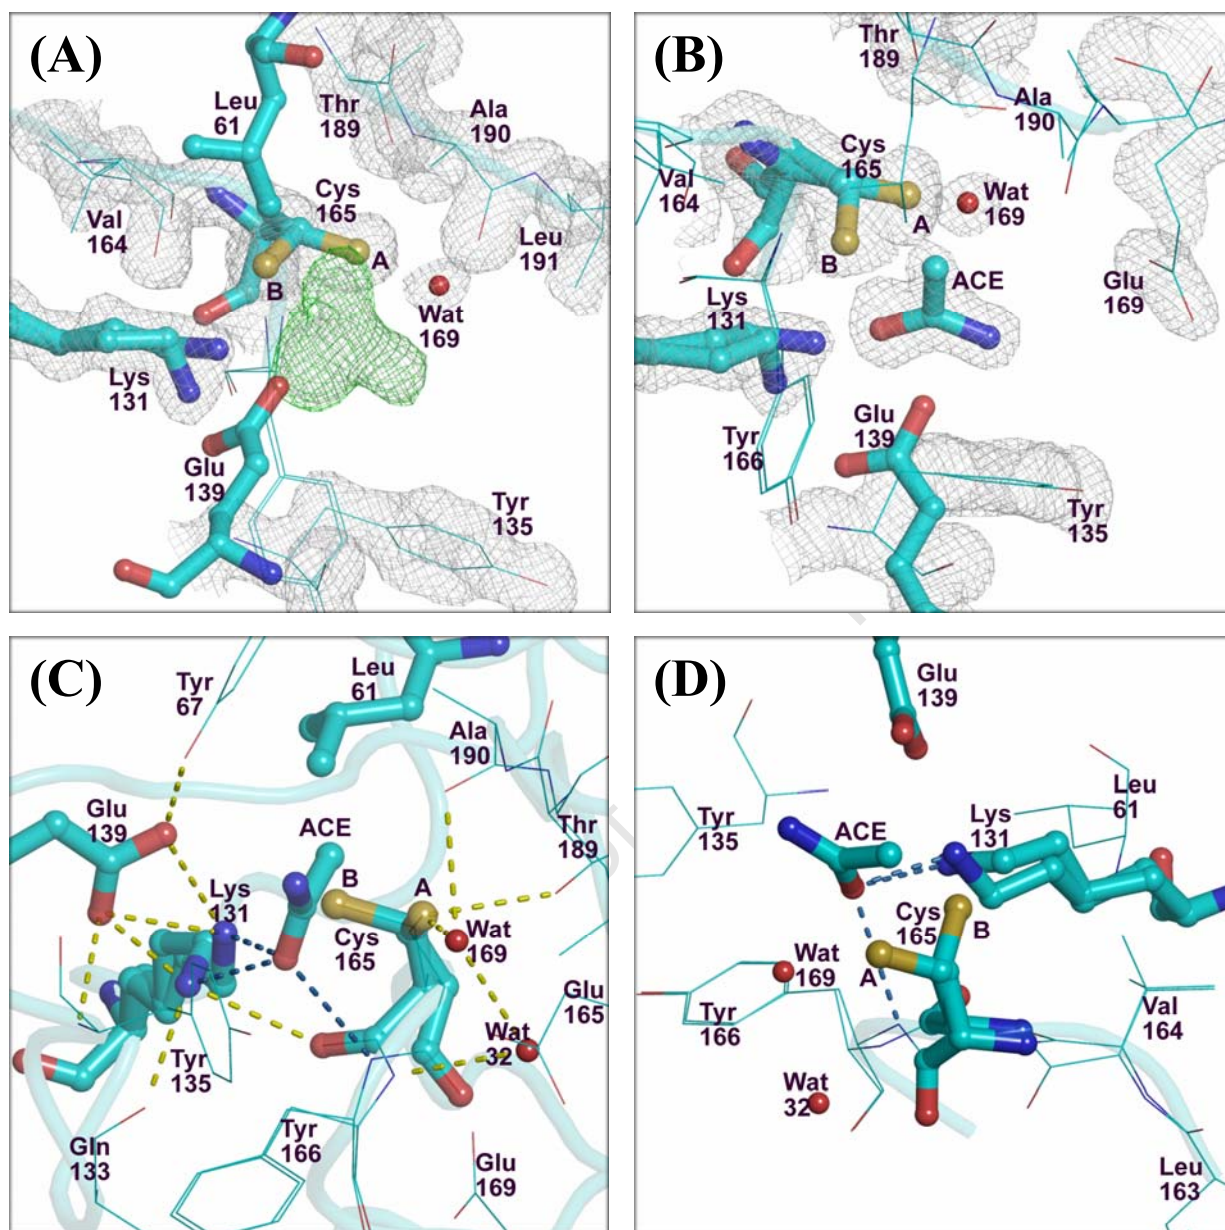 (A)
Leu
61
Thr
189
Ala
190
Cys
165
Val
164
A
B
Leu
191
Wat
169
Lys
131
Glu
139
Tyr
135
(B)
Thr
189
Ala
190
Cys
165
Val
164
Wat
169
A
B
ACE
Glu
169
Lys
131
Glu
139
Tyr
166
Tyr
135
(C)
Tyr
67
Leu
61
Ala
190
Glu
139
ACE
Thr
189
B
A
Lys
131
Cys
165
Wat
169
Glu
165
Wat
32
Tyr
135
Gln
133
Tyr
166
Glu
169
(D)
Glu
139
Leu
61
Tyr
135
ACE
Lys
131
Cys
165
B
A
Wat
169
Tyr
166
Val
164
Wat
32
Leu
163